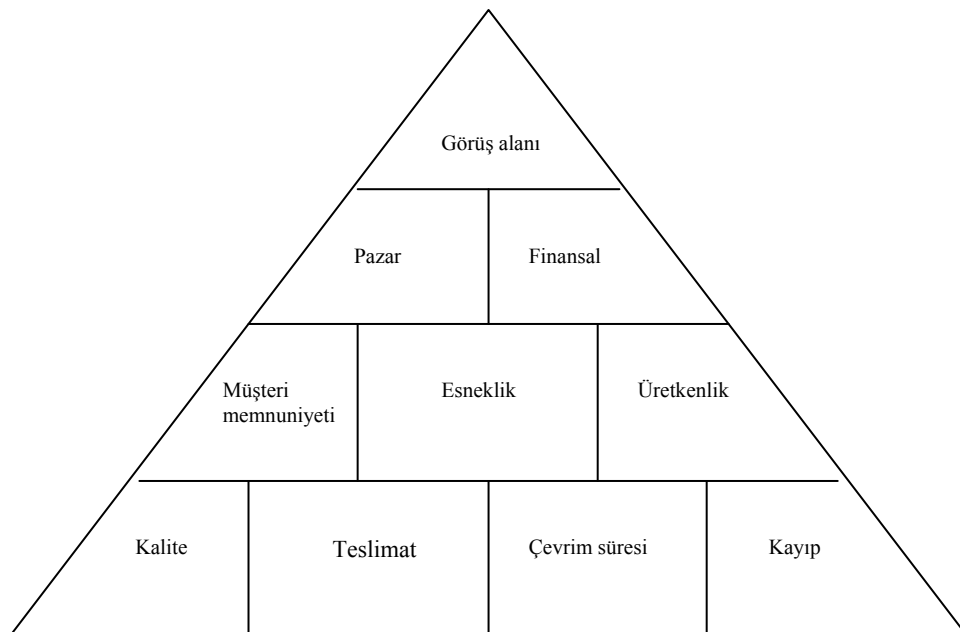 Görüş alanı
Pazar
Finansal
Müşteri
memnuniyeti
Esneklik
Üretkenlik
Kalite
Teslimat
Çevrim süresi
Kayıp